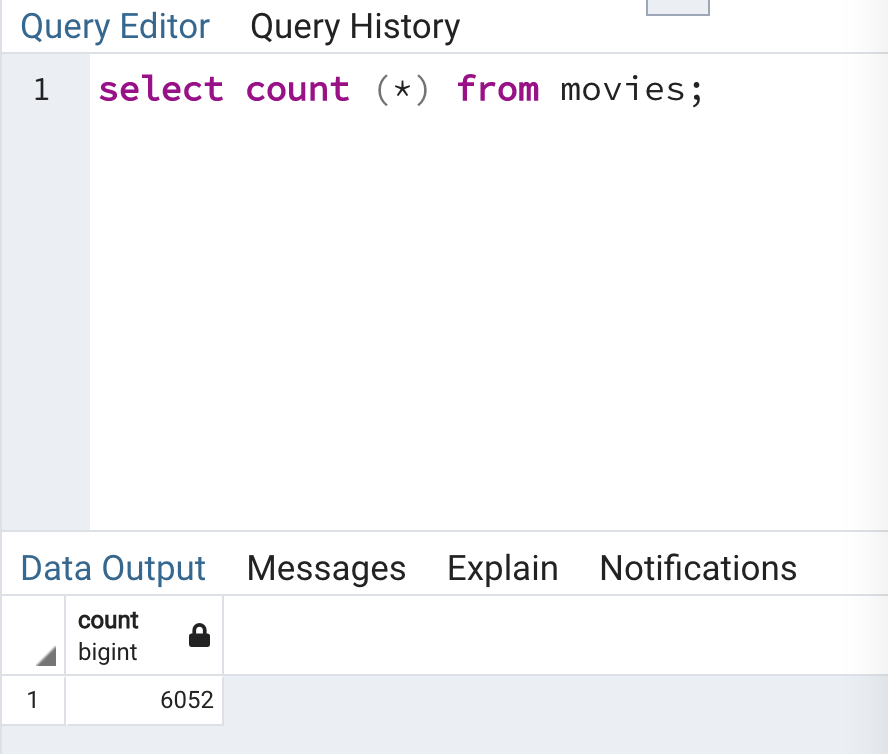 Query Editor Query History
1 select count (*) from movies;
Data Output Messages Explain Notifications
count
bigint
1 6052